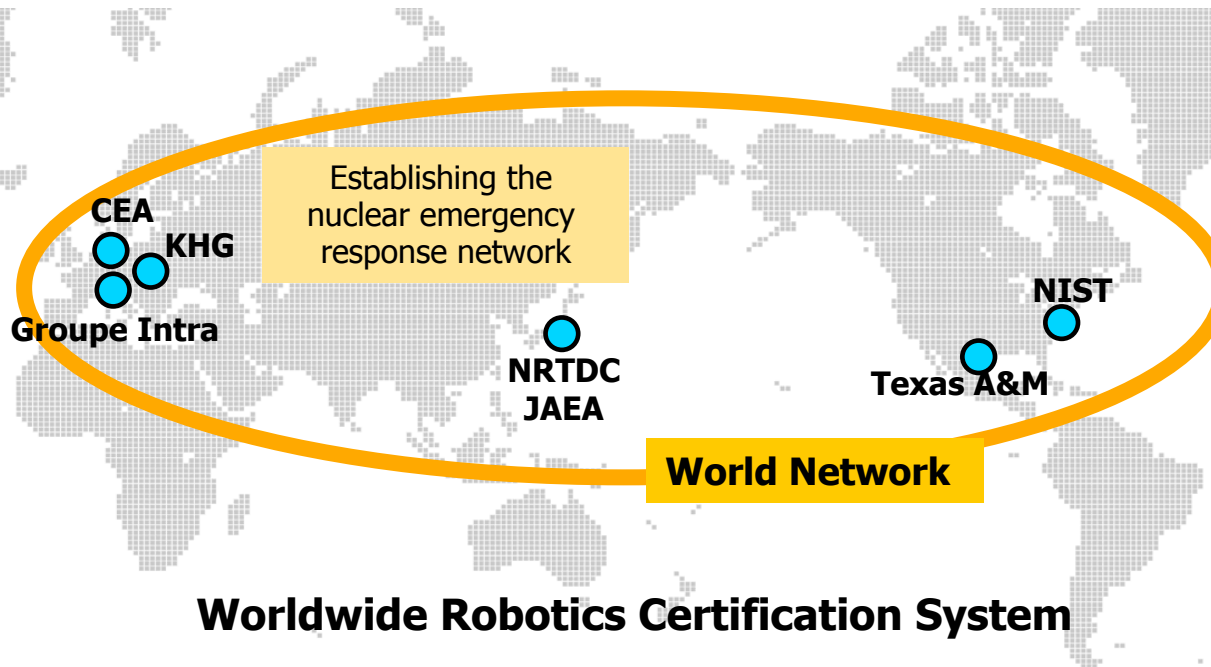 Establishing the
nuclear emergency
response network
CEA
KHG
Groupe Intra
NRTDC
JAEA
NIST
Texas A&M
World Network
Worldwide Robotics Certification System